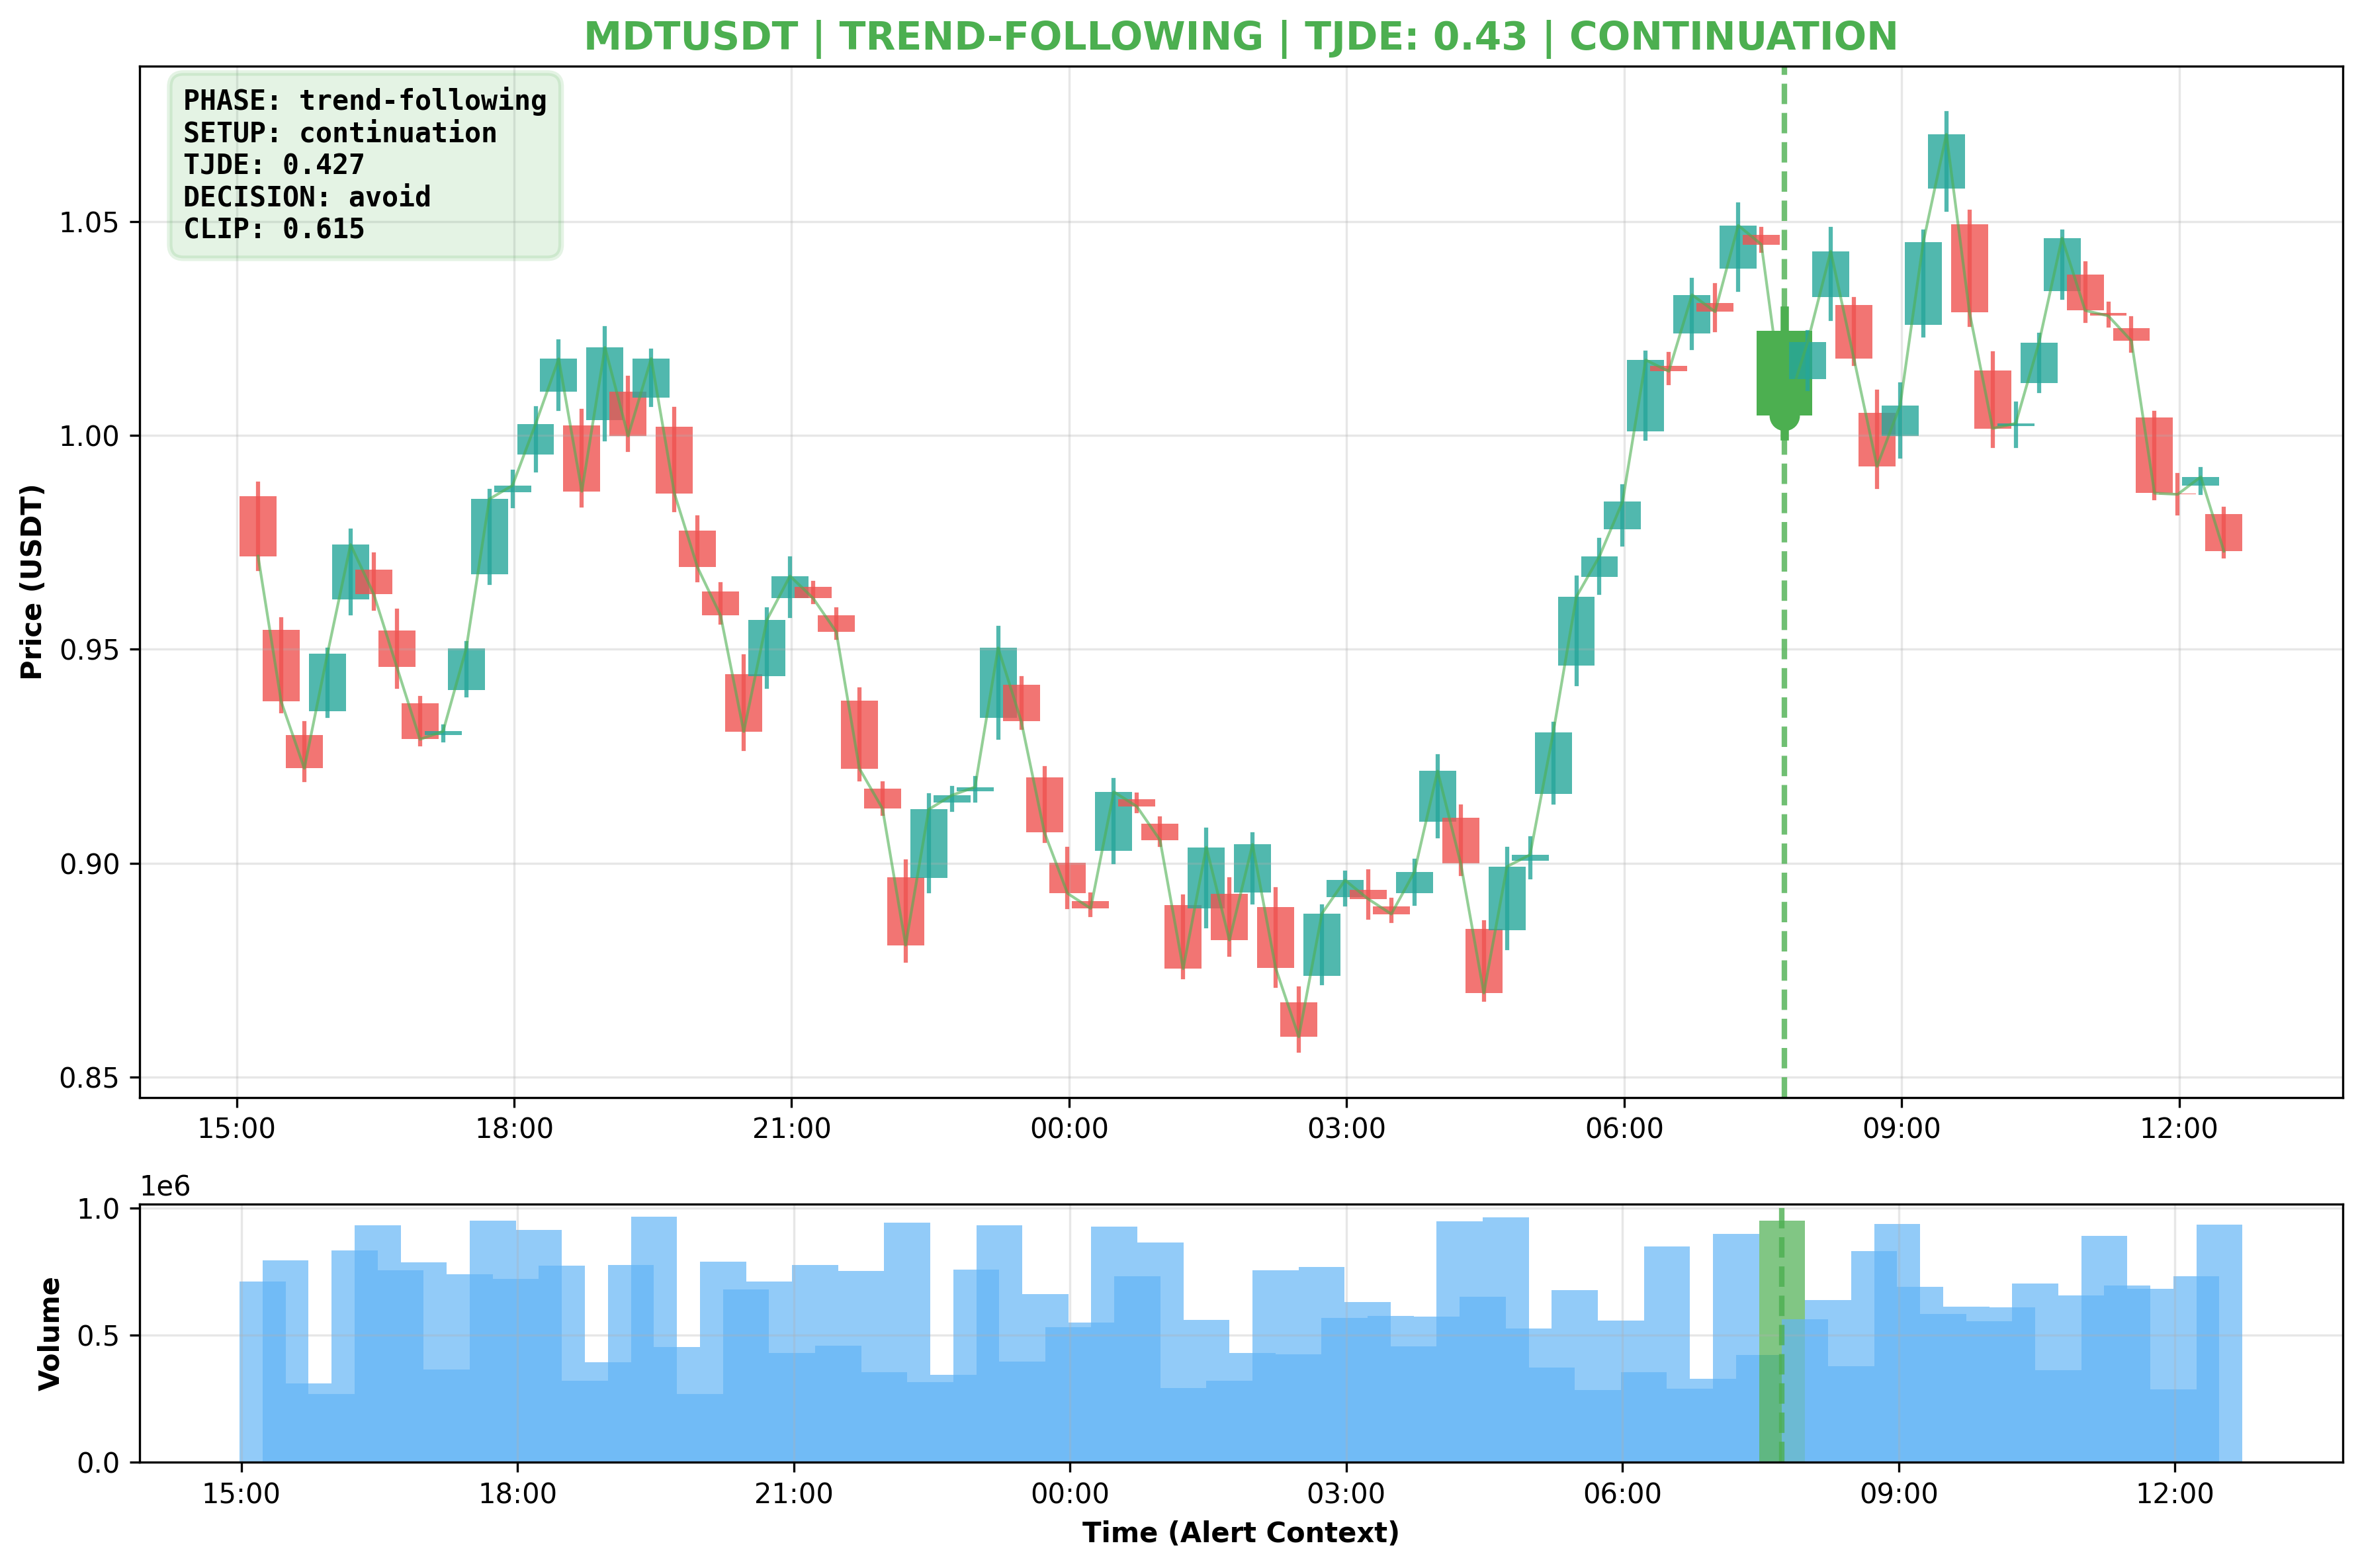 MDTUSDT | TREND-FOLLOWING | TJDE: 0.43 | CONTINUATION
PHASE: trend-following
SETUP: continuation
TJDE: 0.427
DECISION: avoid
CLIP: 0.615
Price (USDT)
1.05
1.00
0.95
0.90
0.85
15:00 18:00 21:00 00:00 03:00 06:00 09:00 12:00
1e6
Volume
1.0
0.5
0.0
15:00 18:00 21:00 00:00 03:00 06:00 09:00 12:00
Time (Alert Context)